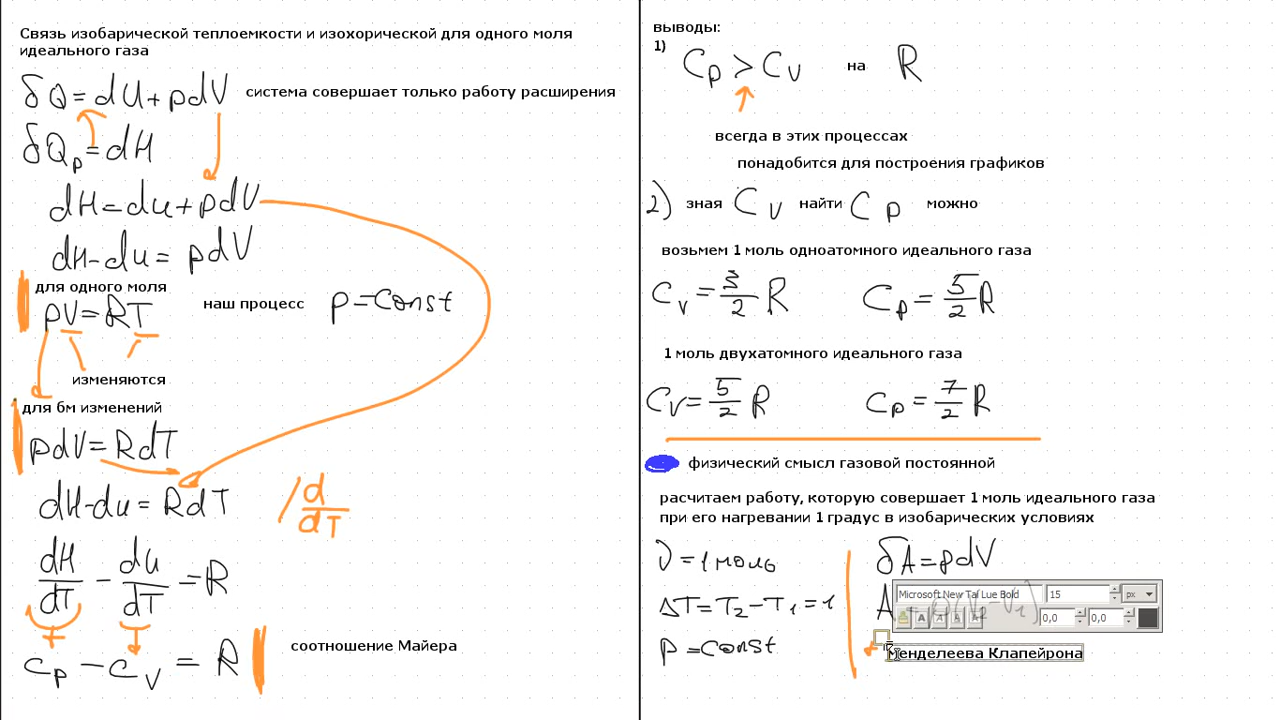 Связь изобарической теплоемкости и изохорической для одного моля
идеального газа
δQ = dU + pdV система совершает только работу расширения
δQp = dH
dH = du + pdV
dH - du = pdV
для одного моля
pV = RT наш процесс p = const
изменяются
для бм изменений
pdV = RdT
dH - du = RdT / d/dT
dH/dT - du/dT = R
Cp - Cv = R соотношение Майера
выводы:
1) Cp > Cv на R
всегда в этих процессах
понадобится для построения графиков
2) зная Cv найти Cp можно
возьмем 1 моль одноатомного идеального газа
Cv = 3/2 R Cp = 5/2 R
1 моль двухатомного идеального газа
Cv = 5/2 R Cp = 7/2 R
физический смысл газовой постоянной
расчитаем работу, которую совершает 1 моль идеального газа
при его нагревании 1 градус в изобарических условиях
ν = 1 моль δA = pdV
ΔT = T2 - T1 = 1 A = p(V2 - V1)
p = const
Microsoft New Tai Lue Bold 15 px
0,0 0,0
Менделеева Клапейрона